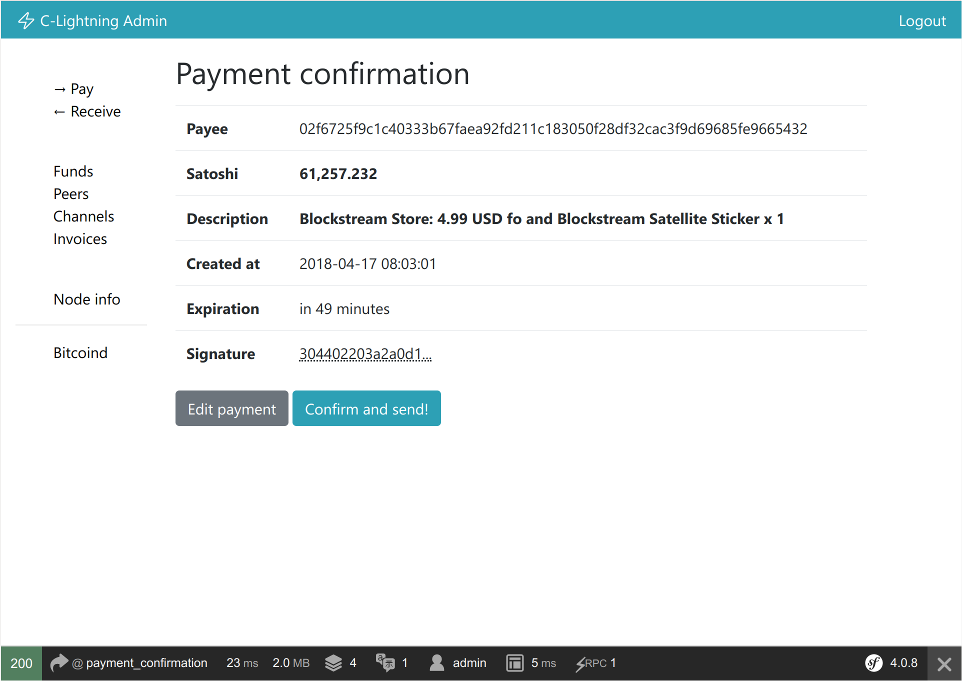 C-Lightning Admin
Logout
→ Pay
← Receive
Funds
Peers
Channels
Invoices
Node info
Bitcoind
Payment confirmation
Payee 02f6725f9c1c40333b67faea92fd211c183050f28df32cac3f9d69685fe9665432
Satoshi 61,257.232
Description Blockstream Store: 4.99 USD fo and Blockstream Satellite Sticker x 1
Created at 2018-04-17 08:03:01
Expiration in 49 minutes
Signature 304402203a2a0d1...
Edit payment Confirm and send!
200 @ payment_confirmation 23 ms 2.0 MB 4 1 admin 5 ms RPC 1 sf 4.0.8